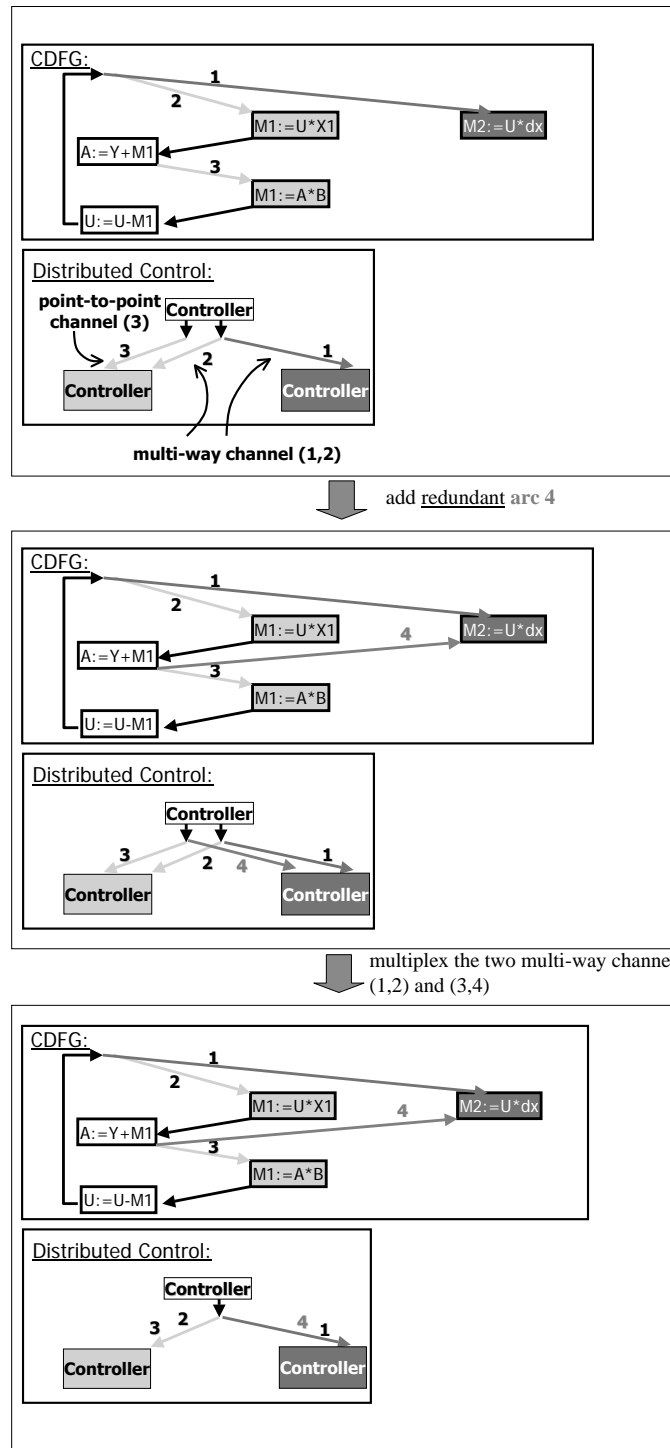 CDFG:
1
2
M1:=U*X1
M2:=U*dx
A:=Y+M1
3
M1:=A*B
U:=U-M1
Distributed Control:
point-to-point
channel (3)
Controller
3
2
1
Controller
Controller
multi-way channel (1,2)
add redundant arc 4
CDFG:
1
2
M1:=U*X1
M2:=U*dx
4
A:=Y+M1
3
M1:=A*B
U:=U-M1
Distributed Control:
Controller
3
2
4
1
Controller
Controller
multiplex the two multi-way channe
(1,2) and (3,4)
CDFG:
1
2
M1:=U*X1
M2:=U*dx
4
A:=Y+M1
3
M1:=A*B
U:=U-M1
Distributed Control:
Controller
3
2
4
1
Controller
Controller